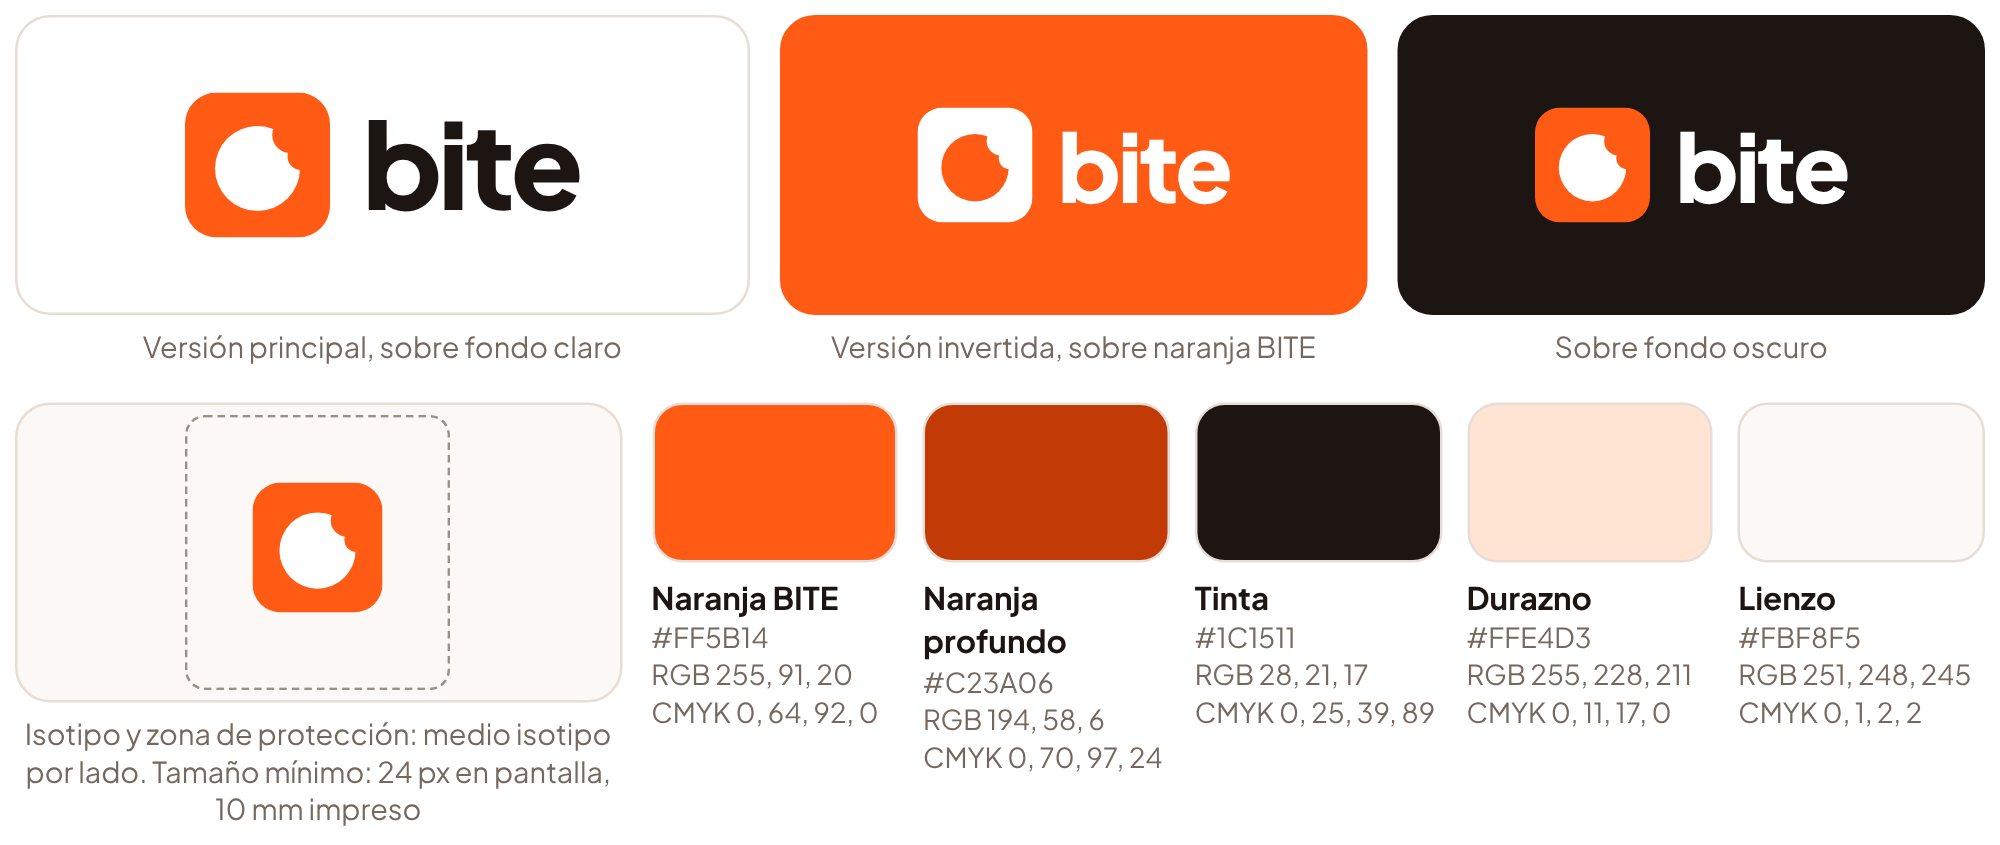 bite
bite
bite
Versión principal, sobre fondo claro
Versión invertida, sobre naranja BITE
Sobre fondo oscuro
Isotipo y zona de protección: medio isotipo
por lado. Tamaño mínimo: 24 px en pantalla,
10 mm impreso
Naranja BITE
#FF5B14
RGB 255, 91, 20
CMYK 0, 64, 92, 0
Naranja
profundo
#C23A06
RGB 194, 58, 6
CMYK 0, 70, 97, 24
Tinta
#1C1511
RGB 28, 21, 17
CMYK 0, 25, 39, 89
Durazno
#FFE4D3
RGB 255, 228, 211
CMYK 0, 11, 17, 0
Lienzo
#FBF8F5
RGB 251, 248, 245
CMYK 0, 1, 2, 2